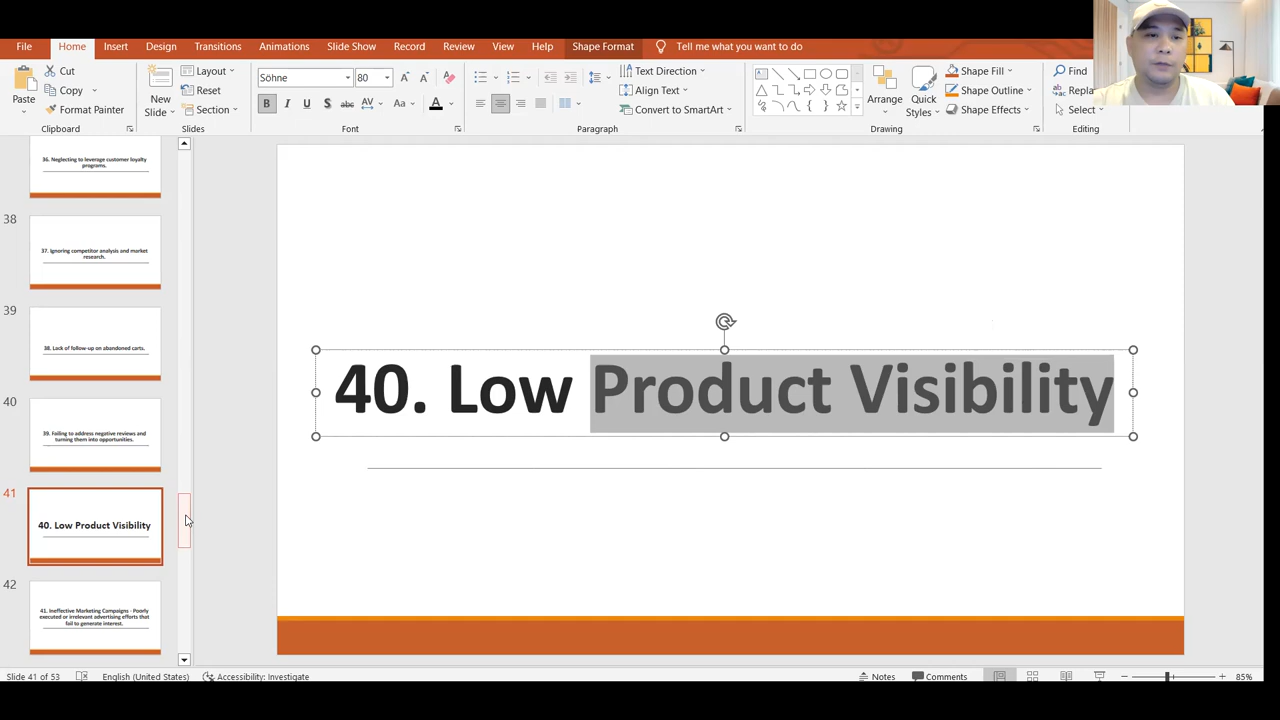 File Home Insert Design Transitions Animations Slide Show Record Review View Help Shape Format Tell me what you want to do
Paste
Cut
Copy
Format Painter
Clipboard
New Slide
Layout
Reset
Section
Slides
Söhne 80
B I U S abc AV Aa A
Font
Text Direction
Align Text
Convert to SmartArt
Paragraph
Arrange
Quick Styles
Shape Fill
Shape Outline
Shape Effects
Drawing
Find
Select
Editing
36. Neglecting to leverage customer loyalty
programs.
38
37. Ignoring competitor analysis and market
research.
39
38. Lack of follow-up on abandoned carts.
40
39. Failing to address negative reviews and
turning them into opportunities.
41
40. Low Product Visibility
42
41. Ineffective Marketing Campaigns - Poorly
executed or irrelevant advertising efforts that
fail to generate interest.
40. Low Product Visibility
Slide 41 of 53 English (United States) Accessibility: Investigate Notes Comments 85%